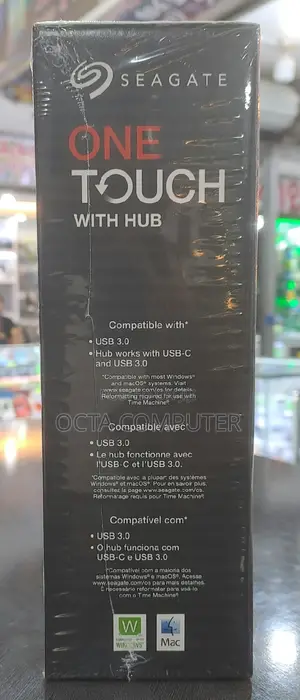 SEAGATE
ONE
TOUCH
WITH HUB
Compatible with*
• USB 3.0
• Hub works with USB-C
and USB 3.0
*Compatible with most Windows®
and macOS® systems. Visit
www.seagate.com/os for details.
Reformatting required for use with
Time Machine®
OCTA COMPUTER
Compatible avec*
• USB 3.0
• Le hub fonctionne avec
l'USB-C et l'USB 3.0.
*Compatible avec la plupart des systèmes
Windows® et macOS®. Pour en savoir plus,
consultez la page www.seagate.com/os.
Reformatage requis pour Time Machine®
Compatível com*
• USB 3.0
• O hub funciona com
USB-C e USB 3.0
*Compatível com a maioria dos
sistemas Windows® e macOS®. Acesse
www.seagate.com/os para mais detalhes.
É necessário reformatar para usá-lo
com o Time Machine®
W
Mac